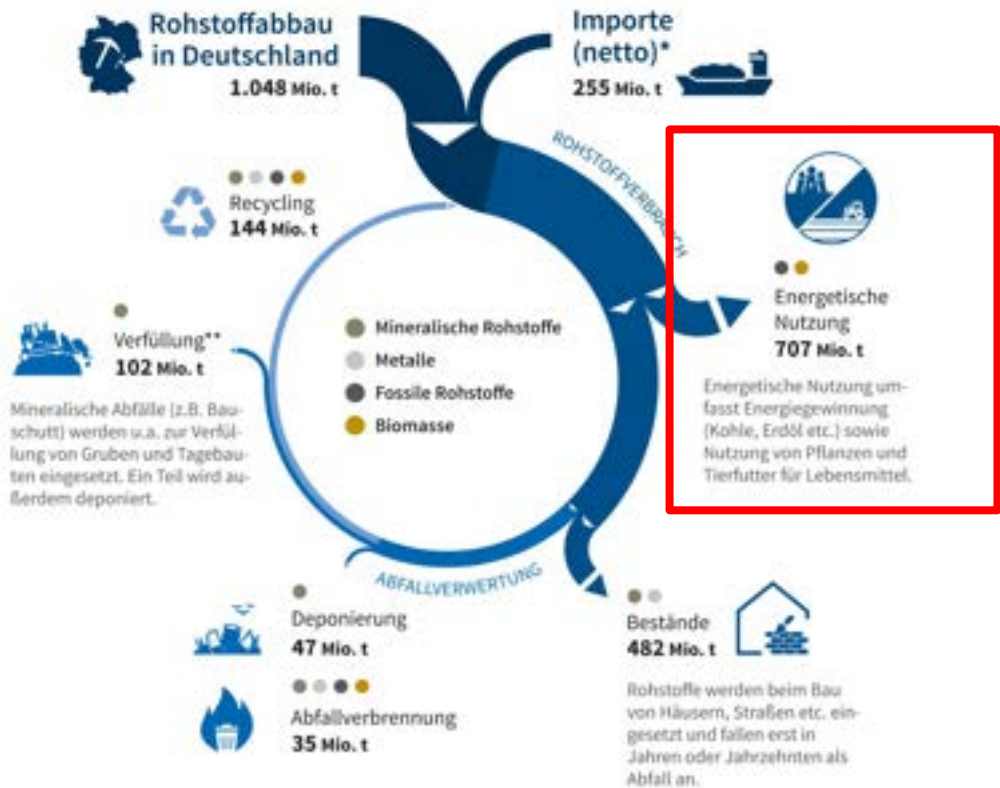 Rohstoffabbau
in Deutschland
1.048 Mio. t
Importe
(netto)*
255 Mio. t
ROHSTOFFVERBRAUCH
Recycling
144 Mio. t
Energetische
Nutzung
707 Mio. t
Energetische Nutzung um-
fasst Energiegewinnung
(Kohle, Erdöl etc.) sowie
Nutzung von Pflanzen und
Tierfutter für Lebensmittel.
Verfüllung**
102 Mio. t
Mineralische Abfälle (z.B. Bau-
schutt) werden u.a. zur Verfül-
lung von Gruben und Tagebau-
ten eingesetzt. Ein Teil wird au-
ßerdem deponiert.
Mineralische Rohstoffe
Metalle
Fossile Rohstoffe
Biomasse
ABFALLVERWERTUNG
Deponierung
47 Mio. t
Abfallverbrennung
35 Mio. t
Bestände
482 Mio. t
Rohstoffe werden beim Bau
von Häusern, Straßen etc. ein-
gesetzt und fallen erst in
Jahren oder Jahrzehnten als
Abfall an.